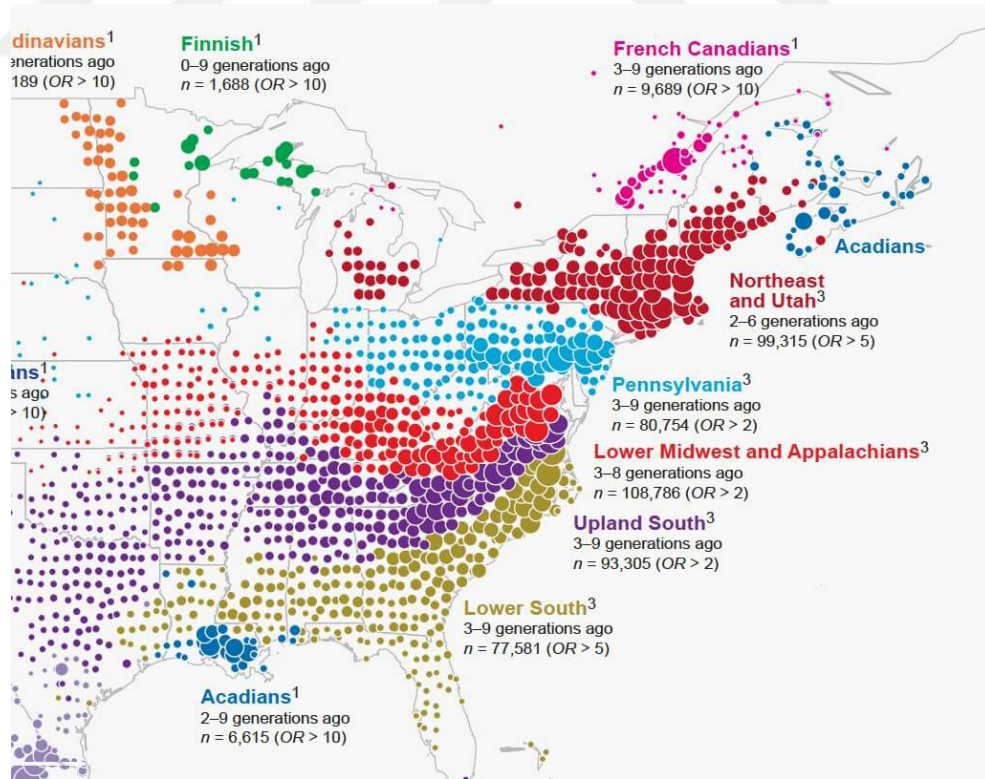 dinavians¹
enerations ago
189 (OR > 10)
Finnish¹
0–9 generations ago
n = 1,688 (OR > 10)
French Canadians¹
3–9 generations ago
n = 9,689 (OR > 10)
Acadians
Northeast
and Utah³
2–6 generations ago
n = 99,315 (OR > 5)
ans¹
s ago
> 10)
Pennsylvania³
3–9 generations ago
n = 80,754 (OR > 2)
Lower Midwest and Appalachians³
3–8 generations ago
n = 108,786 (OR > 2)
Upland South³
3–9 generations ago
n = 93,305 (OR > 2)
Lower South³
3–9 generations ago
n = 77,581 (OR > 5)
Acadians¹
2–9 generations ago
n = 6,615 (OR > 10)